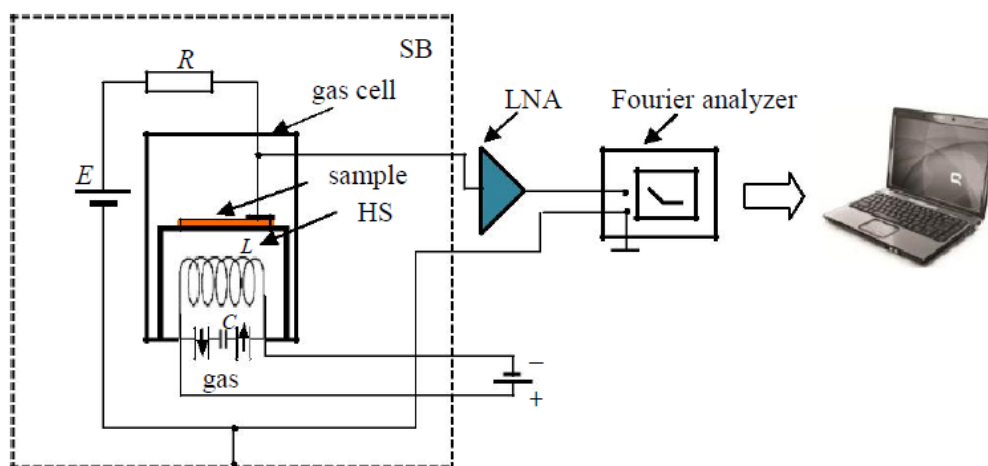 SB
R
gas cell
LNA
Fourier analyzer
E
sample
HS
L
C
gas
−
+